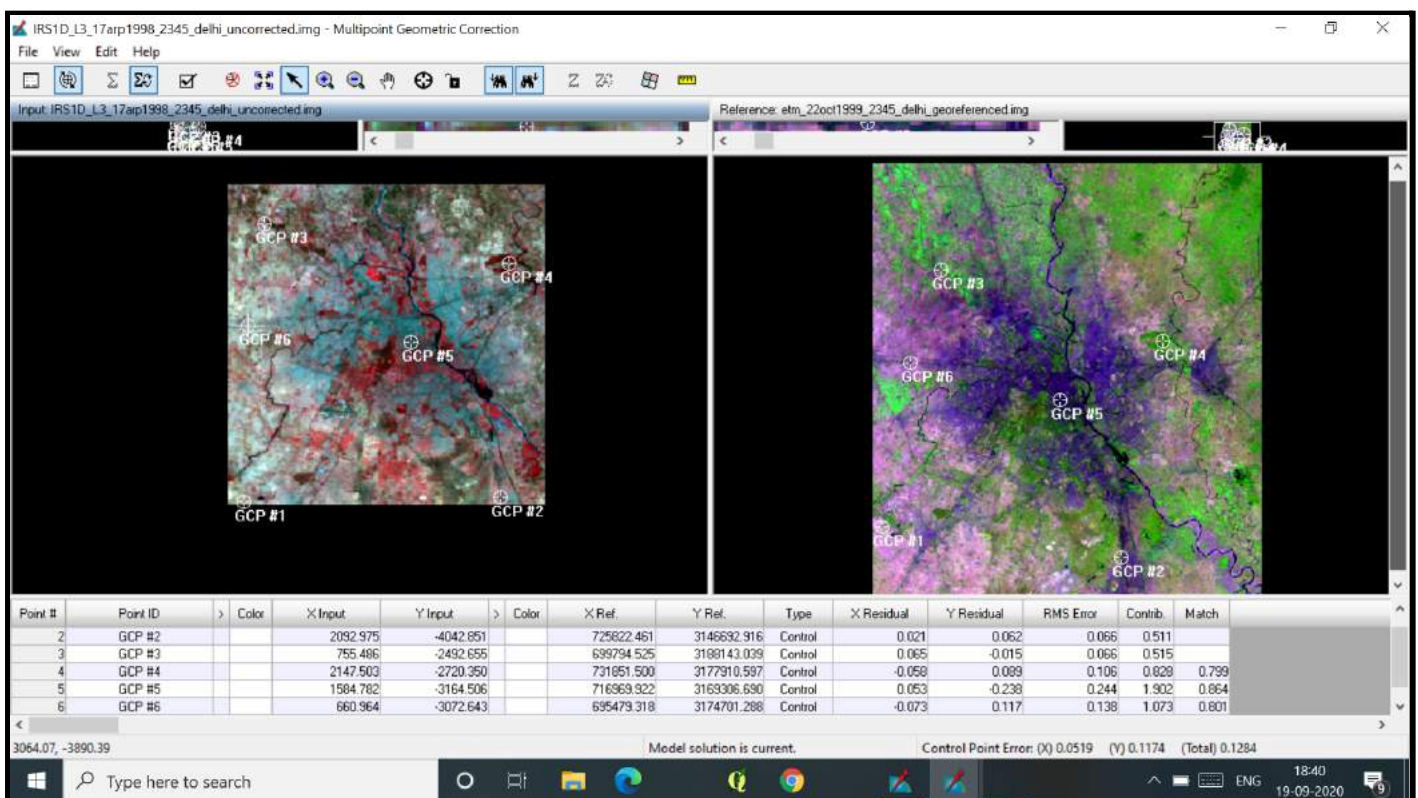 IRS1D_L3_17arp1998_2345_delhi_uncorrected.img - Multipoint Geometric Correction
File View Edit Help
Input: IRS1D_L3_17arp1998_2345_delhi_uncorrected.img
Reference: etm_22oct1999_2345_delhi_georeferenced.img
GCP #3
GCP #4
GCP #6
GCP #5
GCP #1
GCP #2
GCP #3
GCP #4
GCP #6
GCP #5
GCP #1
GCP #2
Point # Point ID > Color X Input Y Input > Color X Ref. Y Ref. Type X Residual Y Residual RMS Error Contrib. Match
2 GCP #2 2092.975 -4042.851 725822.461 3146692.916 Control 0.021 0.062 0.066 0.511
3 GCP #3 755.486 -2492.655 699794.525 3188143.039 Control 0.065 -0.015 0.066 0.515
4 GCP #4 2147.503 -2720.350 731851.500 3177910.597 Control -0.058 0.089 0.106 0.828 0.799
5 GCP #5 1584.782 -3164.506 716969.922 3169306.690 Control 0.053 -0.238 0.244 1.902 0.864
6 GCP #6 660.964 -3072.643 695479.318 3174701.288 Control -0.073 0.117 0.138 1.073 0.801
3064.07, -3890.39 Model solution is current. Control Point Error: (X) 0.0519 (Y) 0.1174 (Total) 0.1284
Type here to search ENG 18:40
19-09-2020 9